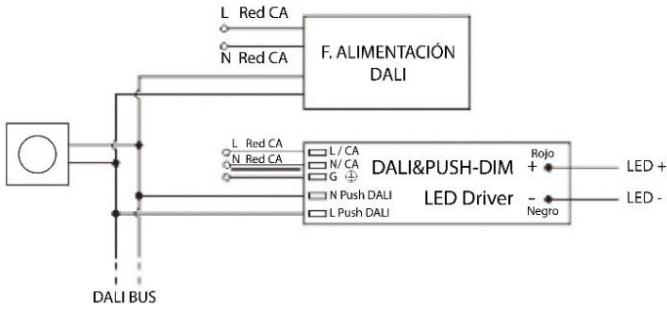 L Red CA
N Red CA
F. ALIMENTACIÓN
DALI
L Red CA
N Red CA
L / CA
N/ CA
G
N Push DALI
L Push DALI
DALI&PUSH-DIM
LED Driver
Rojo
+
-
Negro
LED +
LED -
DALI BUS